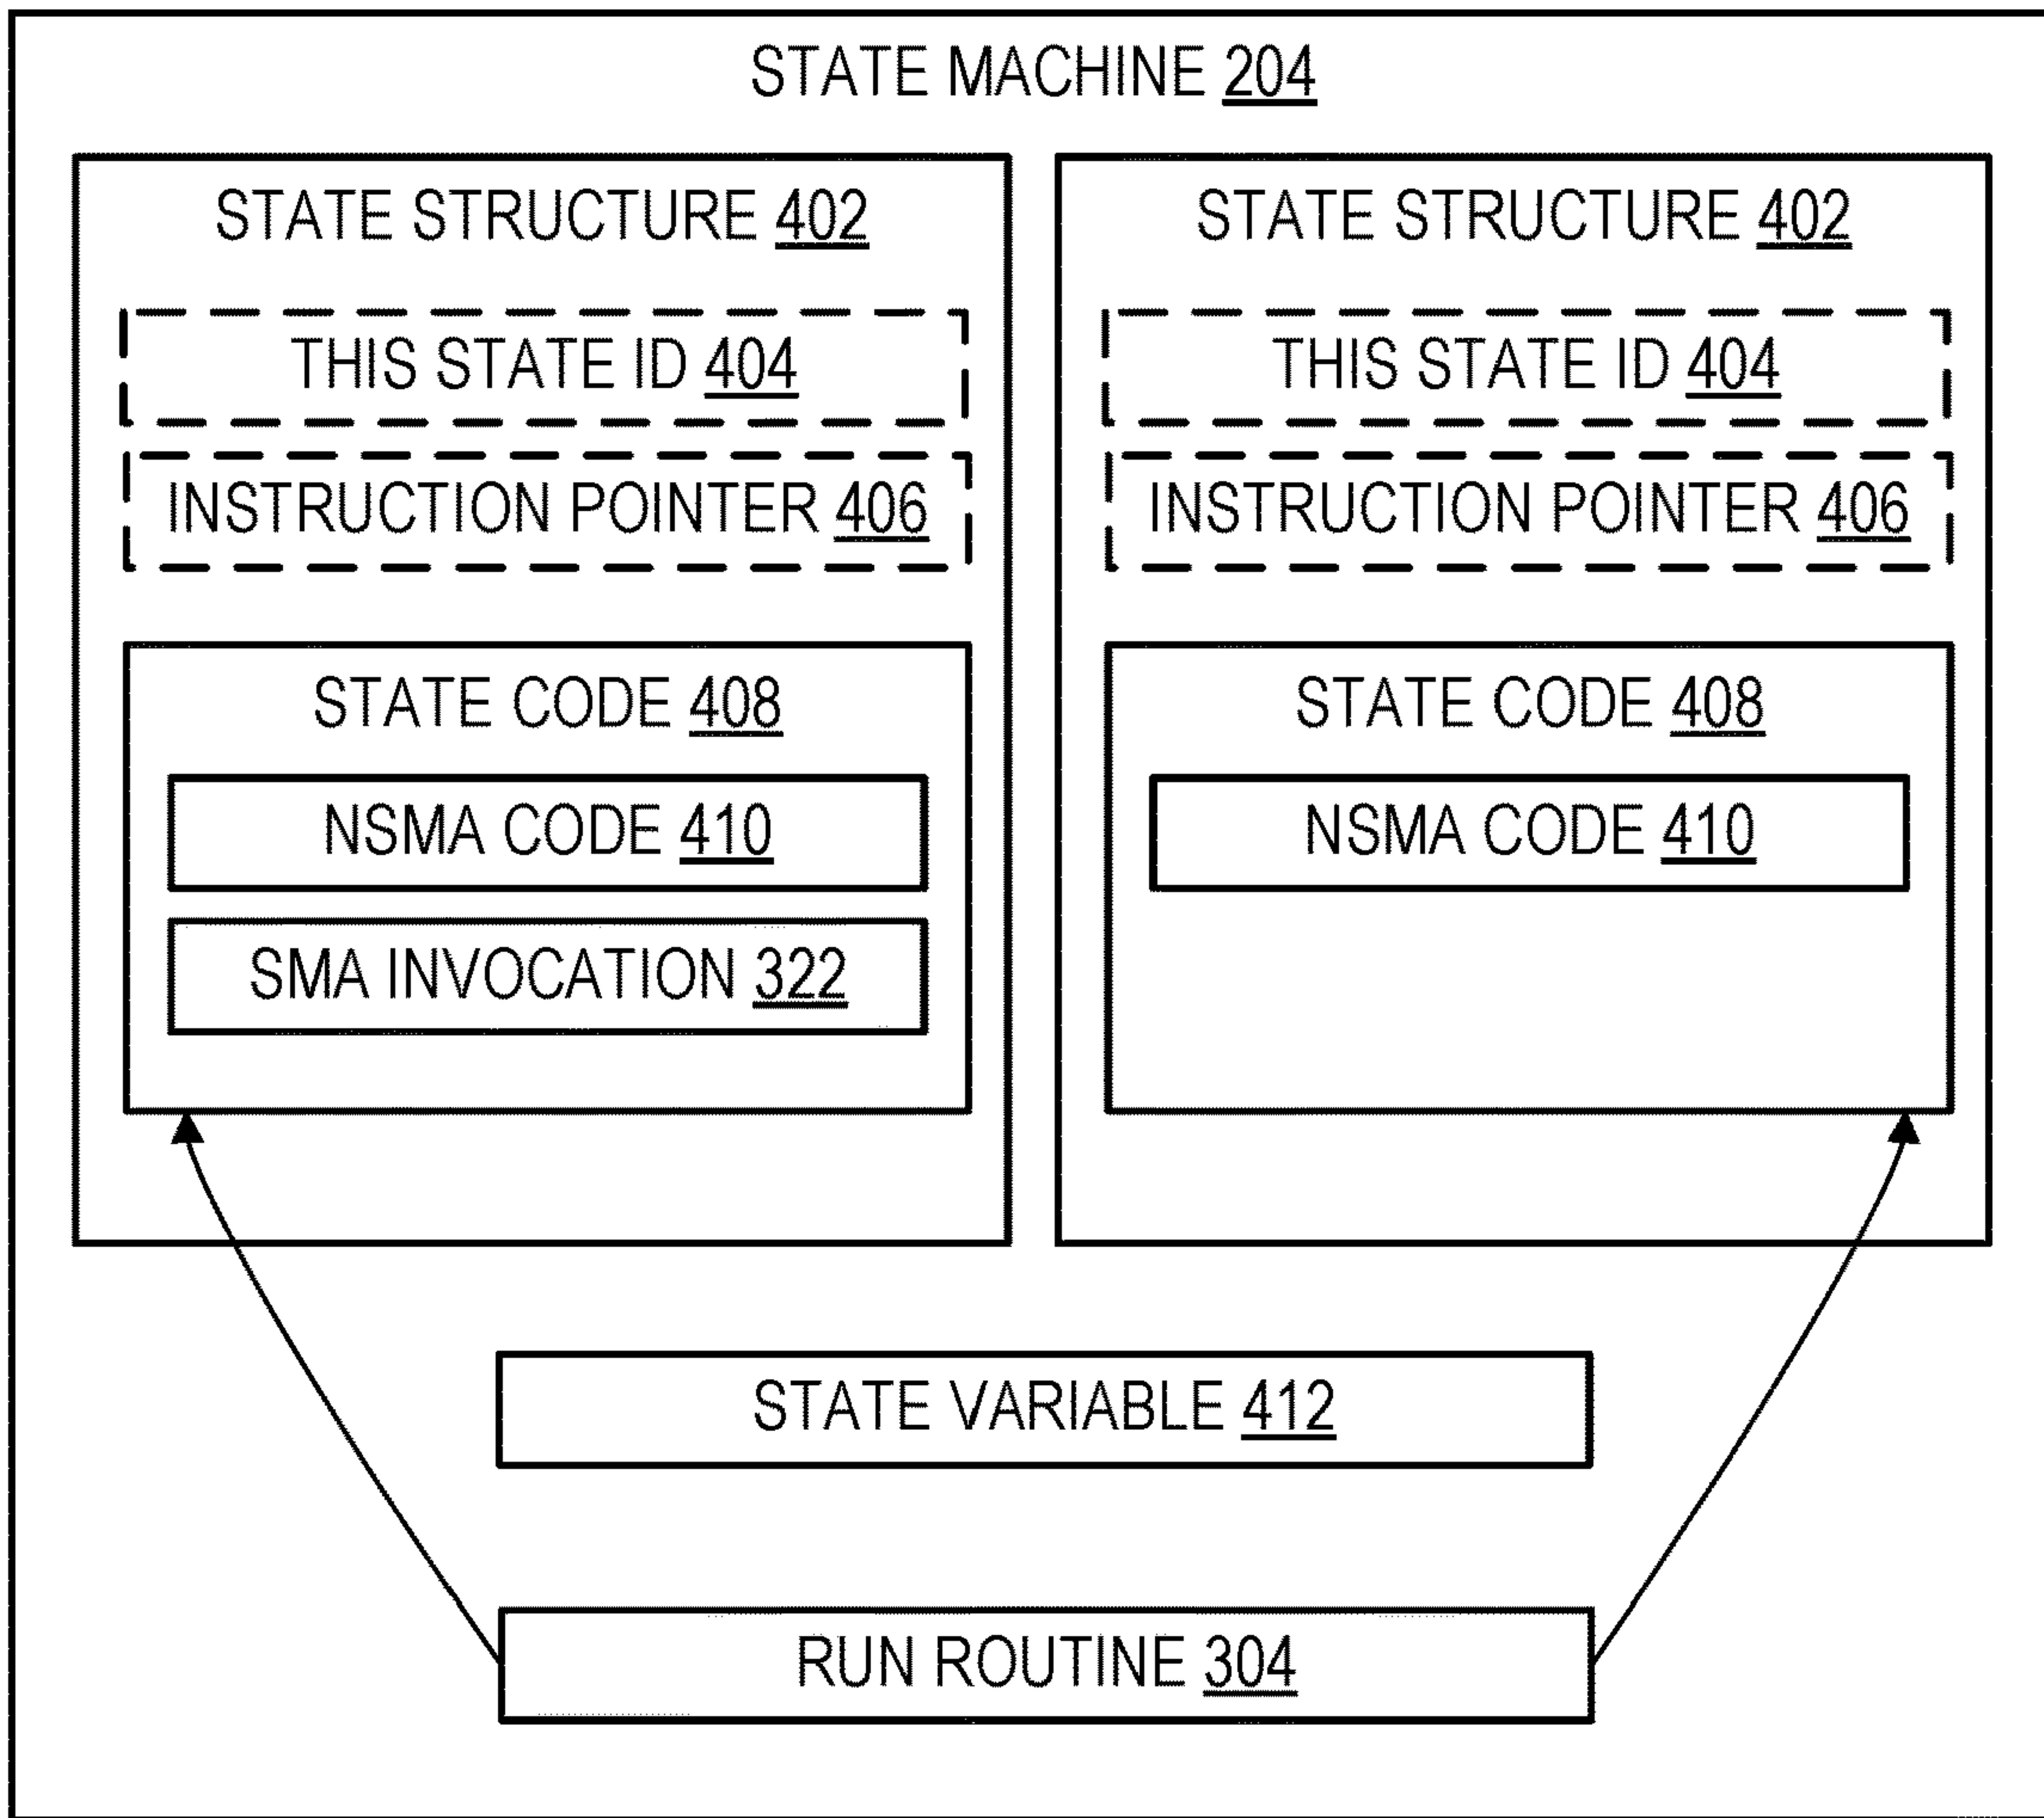 STATE MACHINE 204
STATE STRUCTURE 402
THIS STATE ID 404
INSTRUCTION POINTER 406
STATE CODE 408
NSMA CODE 410
SMA INVOCATION 322
STATE STRUCTURE 402
THIS STATE ID 404
INSTRUCTION POINTER 406
STATE CODE 408
NSMA CODE 410
STATE VARIABLE 412
RUN ROUTINE 304